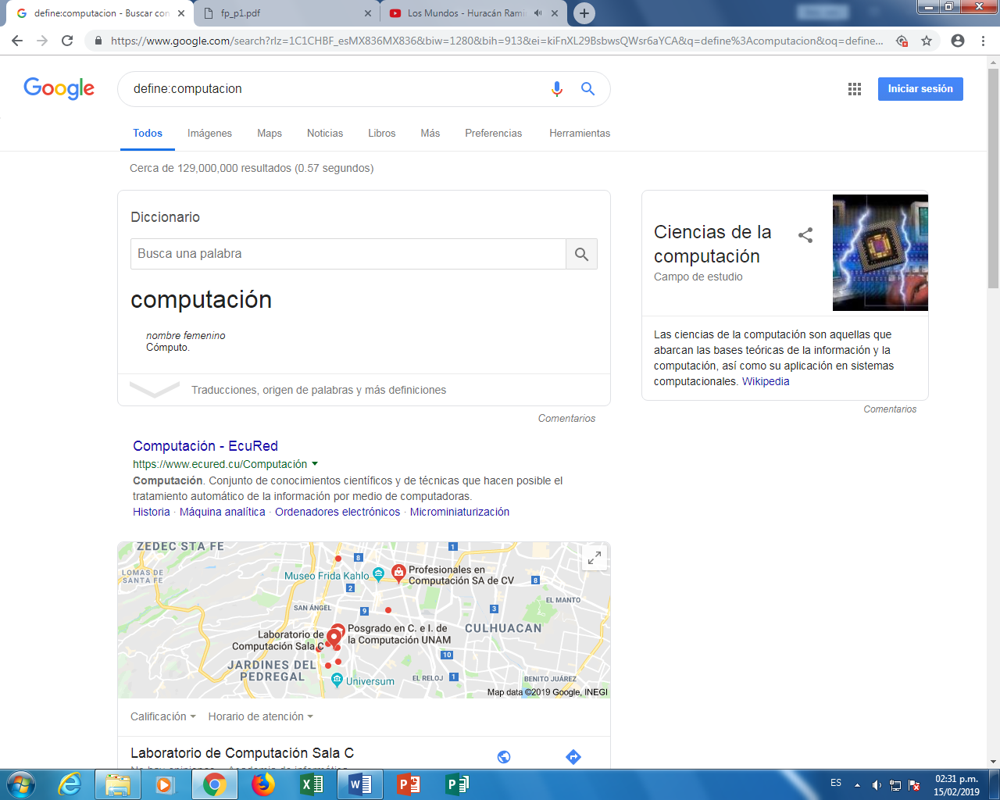 define:computacion - Buscar con
fp_p1.pdf
Los Mundos - Huracán Rami
https://www.google.com/search?rlz=1C1CHBF_esMX836MX836&biw=1280&bih=913&ei=kiFnXL29BsbwsQWsr6aYCA&q=define%3Acomputacion&oq=define...
Google
define:computacion
Iniciar sesión
Todos Imágenes Maps Noticias Libros Más Preferencias Herramientas
Cerca de 129,000,000 resultados (0.57 segundos)
Diccionario
Busca una palabra
computación
nombre femenino
Cómputo.
Traducciones, origen de palabras y más definiciones
Comentarios
Ciencias de la
computación
Campo de estudio
Las ciencias de la computación son aquellas que
abarcan las bases teóricas de la información y la
computación, así como su aplicación en sistemas
computacionales. Wikipedia
Comentarios
Computación - EcuRed
https://www.ecured.cu/Computación
Computación. Conjunto de conocimientos científicos y de técnicas que hacen posible el
tratamiento automático de la información por medio de computadoras.
Historia · Máquina analítica · Ordenadores electrónicos · Microminiaturización
ZEDEC STA FE
1
8
LOMAS DE
SANTA FE
Museo Frida Kahlo
Profesionales en
Computación SA de CV
8
2
EL MANTO
SAN ÁNGEL
9
3
CULHUACAN
Laboratorio de
Computación Sala C
Posgrado en C. e I. de
la Computación UNAM
10
JARDINES DEL
PEDREGAL
Universum
EL RELOJ
1
BENITO JUÁREZ
Map data ©2019 Google, INEGI
Calificación Horario de atención
Laboratorio de Computación Sala C
ES
02:31 p.m.
15/02/2019